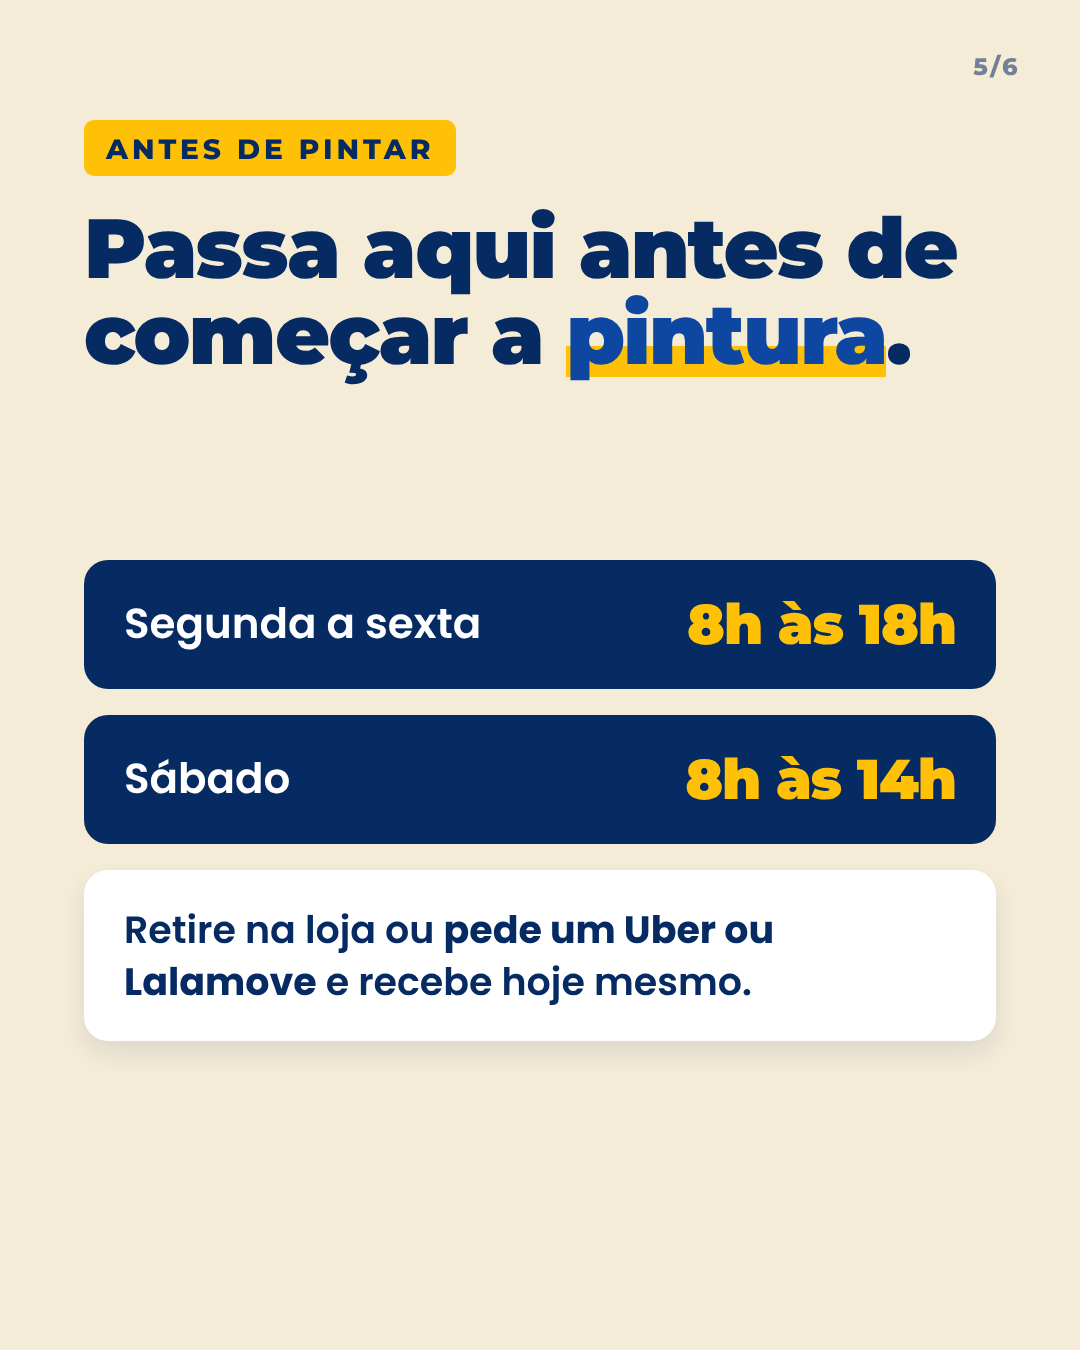 5/6
ANTES DE PINTAR
Passa aqui antes de
começar a pintura.
Segunda a sexta 8h às 18h
Sábado 8h às 14h
Retire na loja ou pede um Uber ou
Lalamove e recebe hoje mesmo.